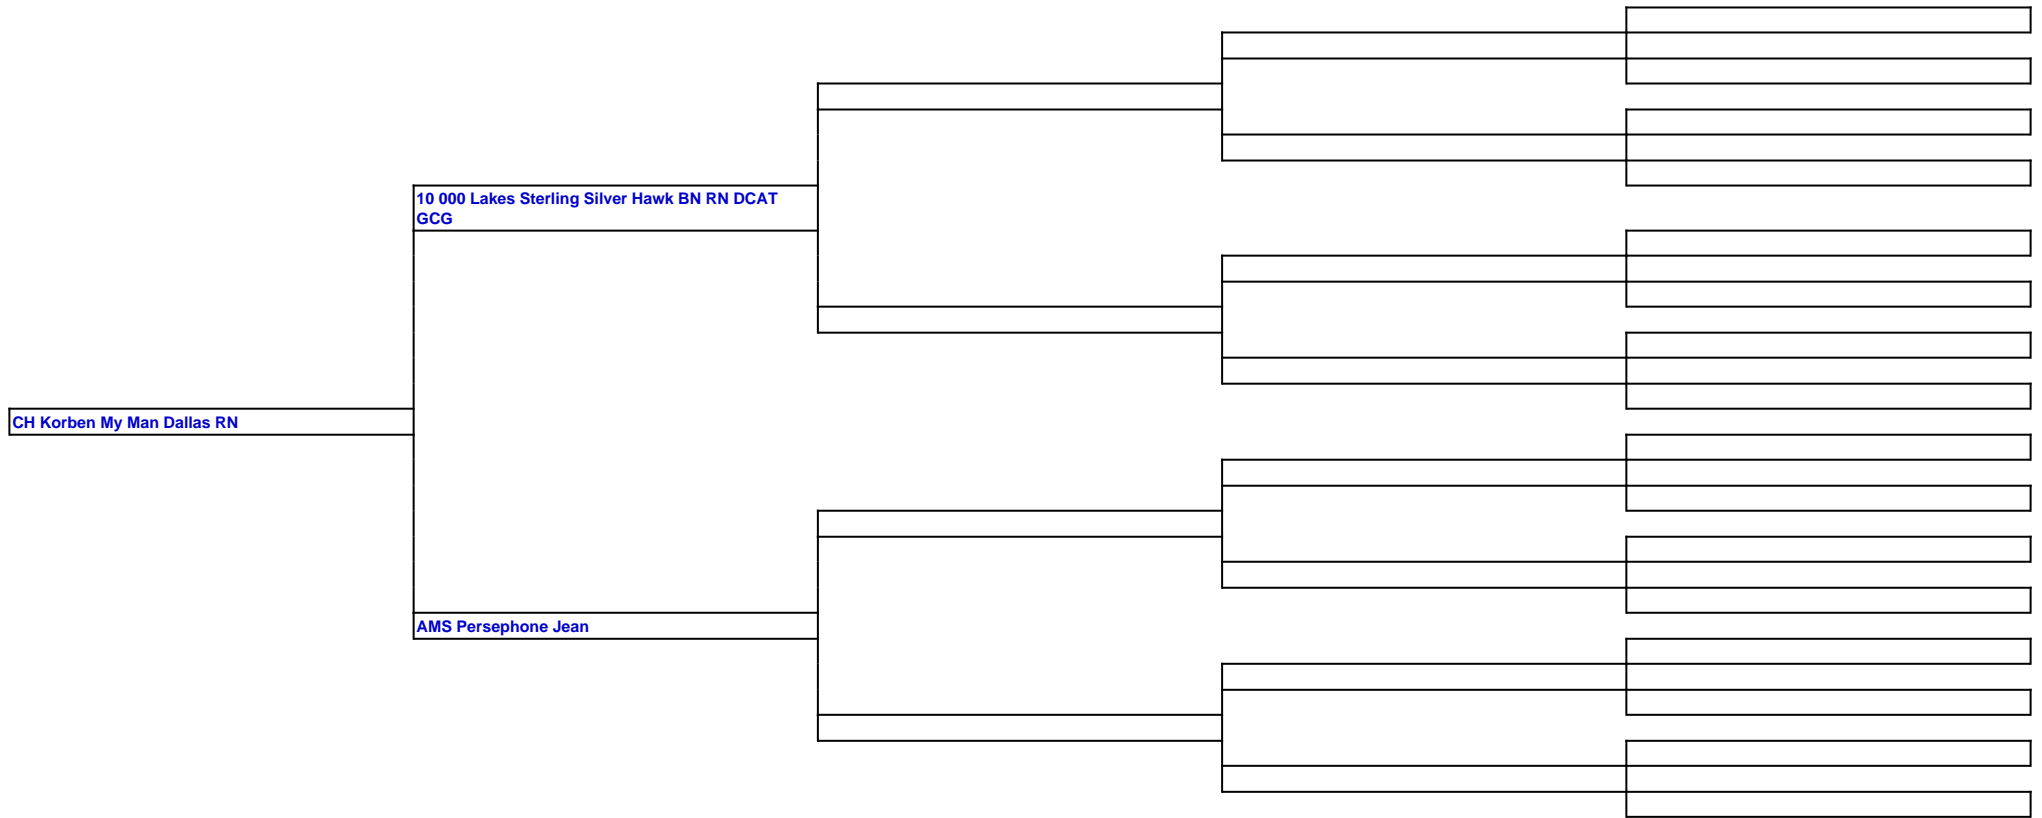 10 000 Lakes Sterling Silver Hawk BN RN DCAT
GCG
CH Korben My Man Dallas RN
AMS Persephone Jean